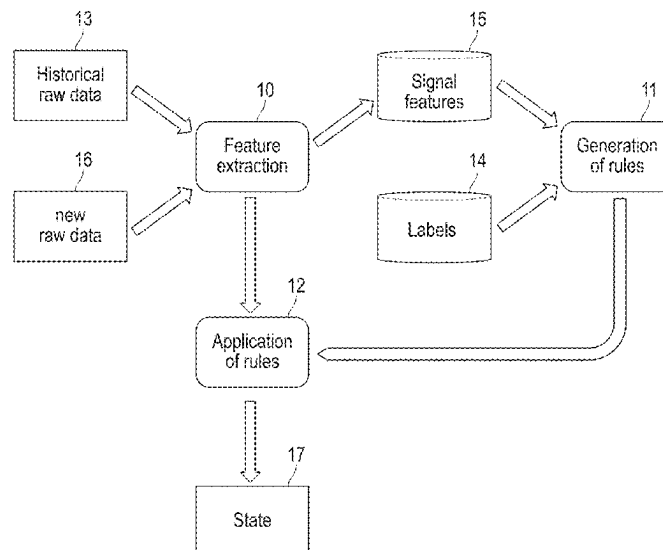 13
Historical
raw data
10
Feature
extraction
15
Signal
features
11
Generation
of rules
16
new
raw data
14
Labels
12
Application
of rules
17
State